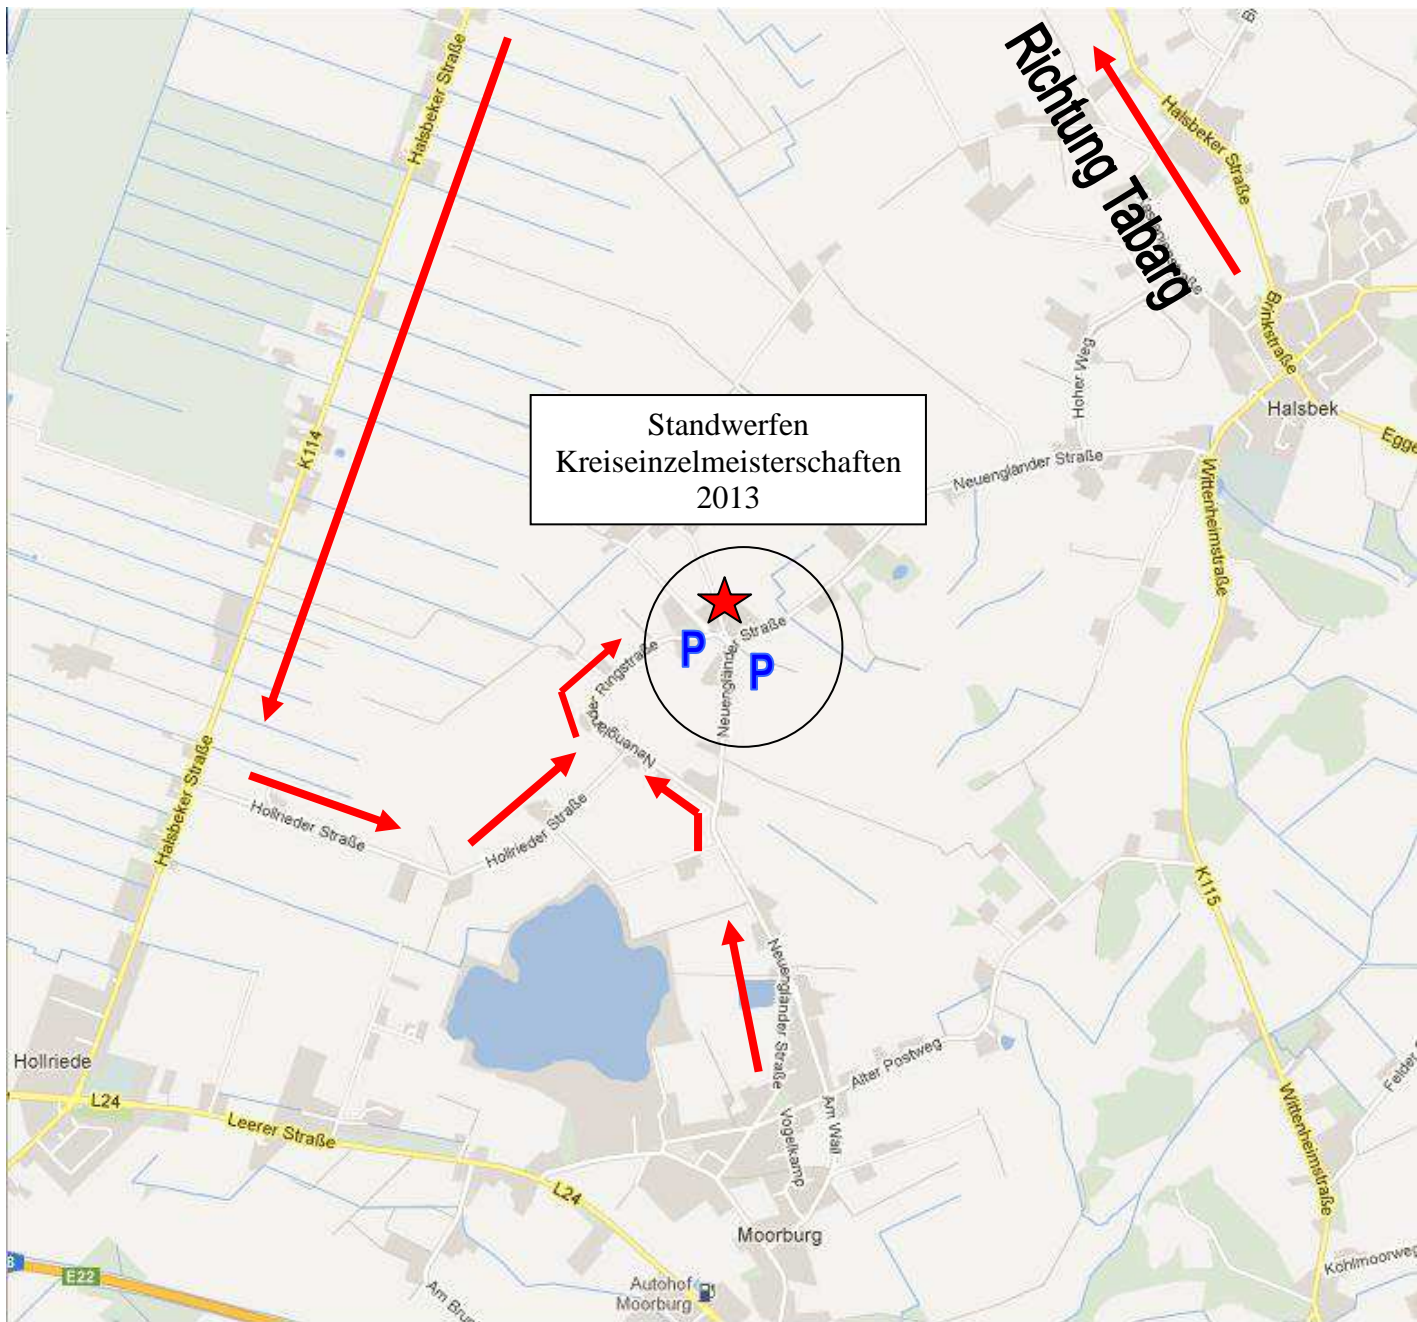 Halsbeker Straße
Richtung Tabarg
Halsbeker Straße
Brinkstraße
Halsbek
Hoher Weg
K114
Standwerfen
Kreiseinzelmeisterschaften
2013
Neuengländer Straße
Wittenheimstraße
Neuengländer Straße
P
P
Neuengländer Ringstraße
Halsbeker Straße
Hollrieder Straße
Hollrieder Straße
K115
Neuengländer Straße
Alter Postweg
Hollriede
L24
Leerer Straße
Am Wall
Vogelkamp
Wittenheimstraße
L24
Moorburg
Kohlmoorweg
E22
Autohof
Moorburg